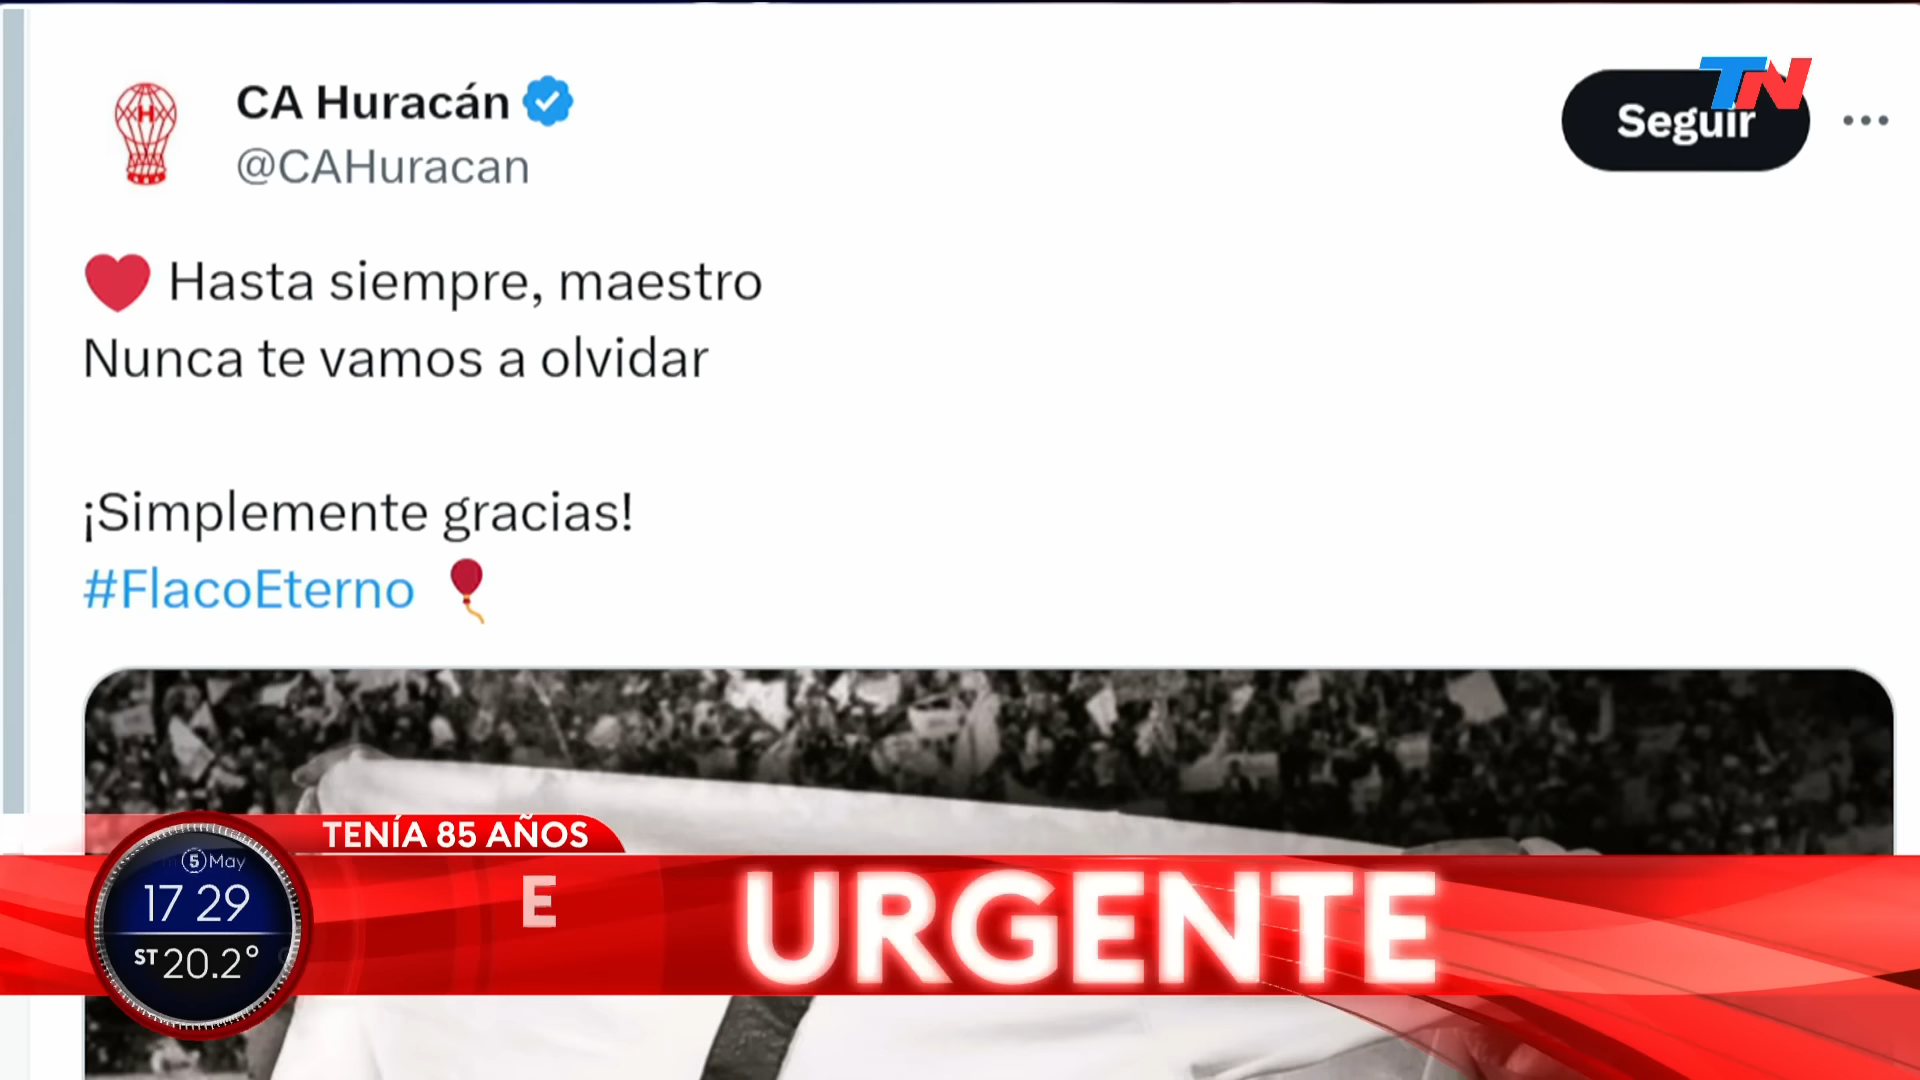 CA Huracán
@CAHuracan
Seguir
TN
Hasta siempre, maestro
Nunca te vamos a olvidar
¡Simplemente gracias!
#FlacoEterno
TENÍA 85 AÑOS
5 May
17 29
ST 20.2°
E
URGENTE